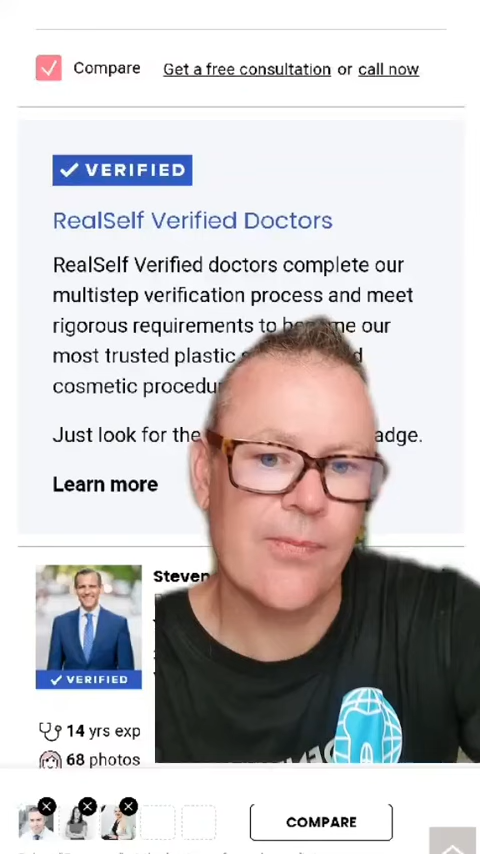 Compare Get a free consultation or call now
VERIFIED
RealSelf Verified Doctors
RealSelf Verified doctors complete our
multistep verification process and meet
rigorous requirements to our
most trusted plastic
cosmetic
Just look for the
Learn more
Steven
VERIFIED
14 yrs exp
68 photos
COMPARE